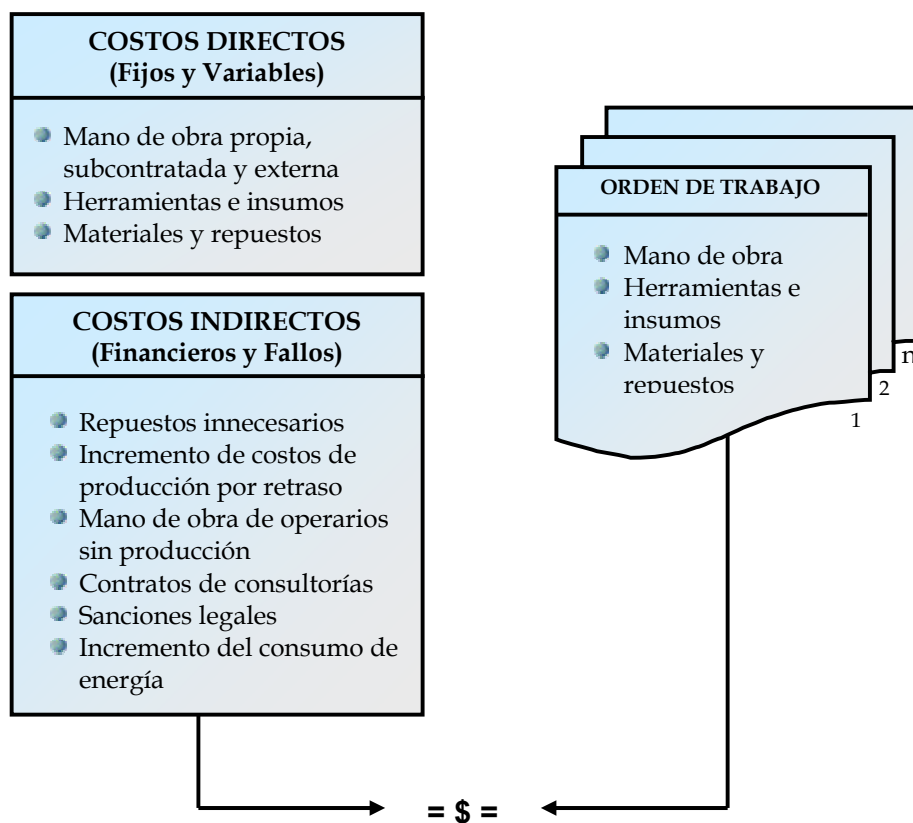 COSTOS DIRECTOS
(Fijos y Variables)
Mano de obra propia,
subcontratada y externa
Herramientas e insumos
Materiales y repuestos
COSTOS INDIRECTOS
(Financieros y Fallos)
Repuestos innecesarios
Incremento de costos de
producción por retraso
Mano de obra de operarios
sin producción
Contratos de consultorías
Sanciones legales
Incremento del consumo de
energía
ORDEN DE TRABAJO
Mano de obra
Herramientas e
insumos
Materiales y
repuestos
1
2
n
= $ =